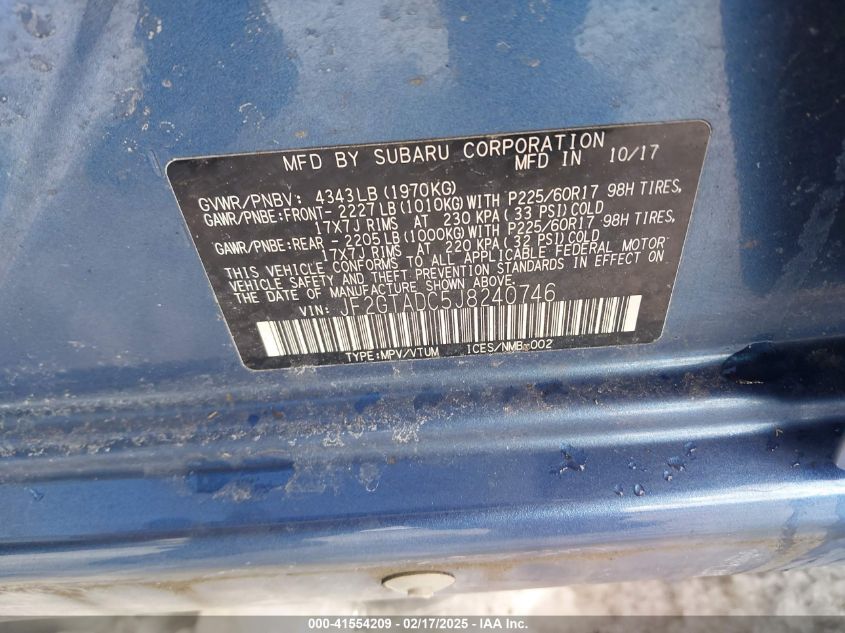 MFD BY SUBARU CORPORATION
MFD IN 10/17
GVWR/PNBV: 4343LB (1970KG)
GAWR/PNBE:FRONT- 2227LB (1010KG) WITH P225/60R17 98H TIRES,
17X7J RIMS AT 230 KPA ( 33 PSI) COLD
GAWR/PNBE:REAR - 2205LB (1000KG) WITH P225/60R17 98H TIRES,
17X7J RIMS AT 220 KPA ( 32 PSI) COLD
THIS VEHICLE CONFORMS TO ALL APPLICABLE FEDERAL MOTOR
VEHICLE SAFETY AND THEFT PREVENTION STANDARDS IN EFFECT ON
THE DATE OF MANUFACTURE SHOWN ABOVE.
VIN: JF2GTADC5J8240746
TYPE:MPV/VTUM ICES/NMB-002
000-41554209 - 02/17/2025 - IAA Inc.